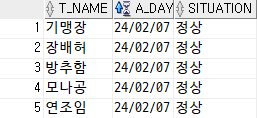 T_NAME A_DAY SITUATION
1 기맹장 24/02/07 정상
2 장배허 24/02/07 정상
3 방추함 24/02/07 정상
4 모나공 24/02/07 정상
5 연조임 24/02/07 정상